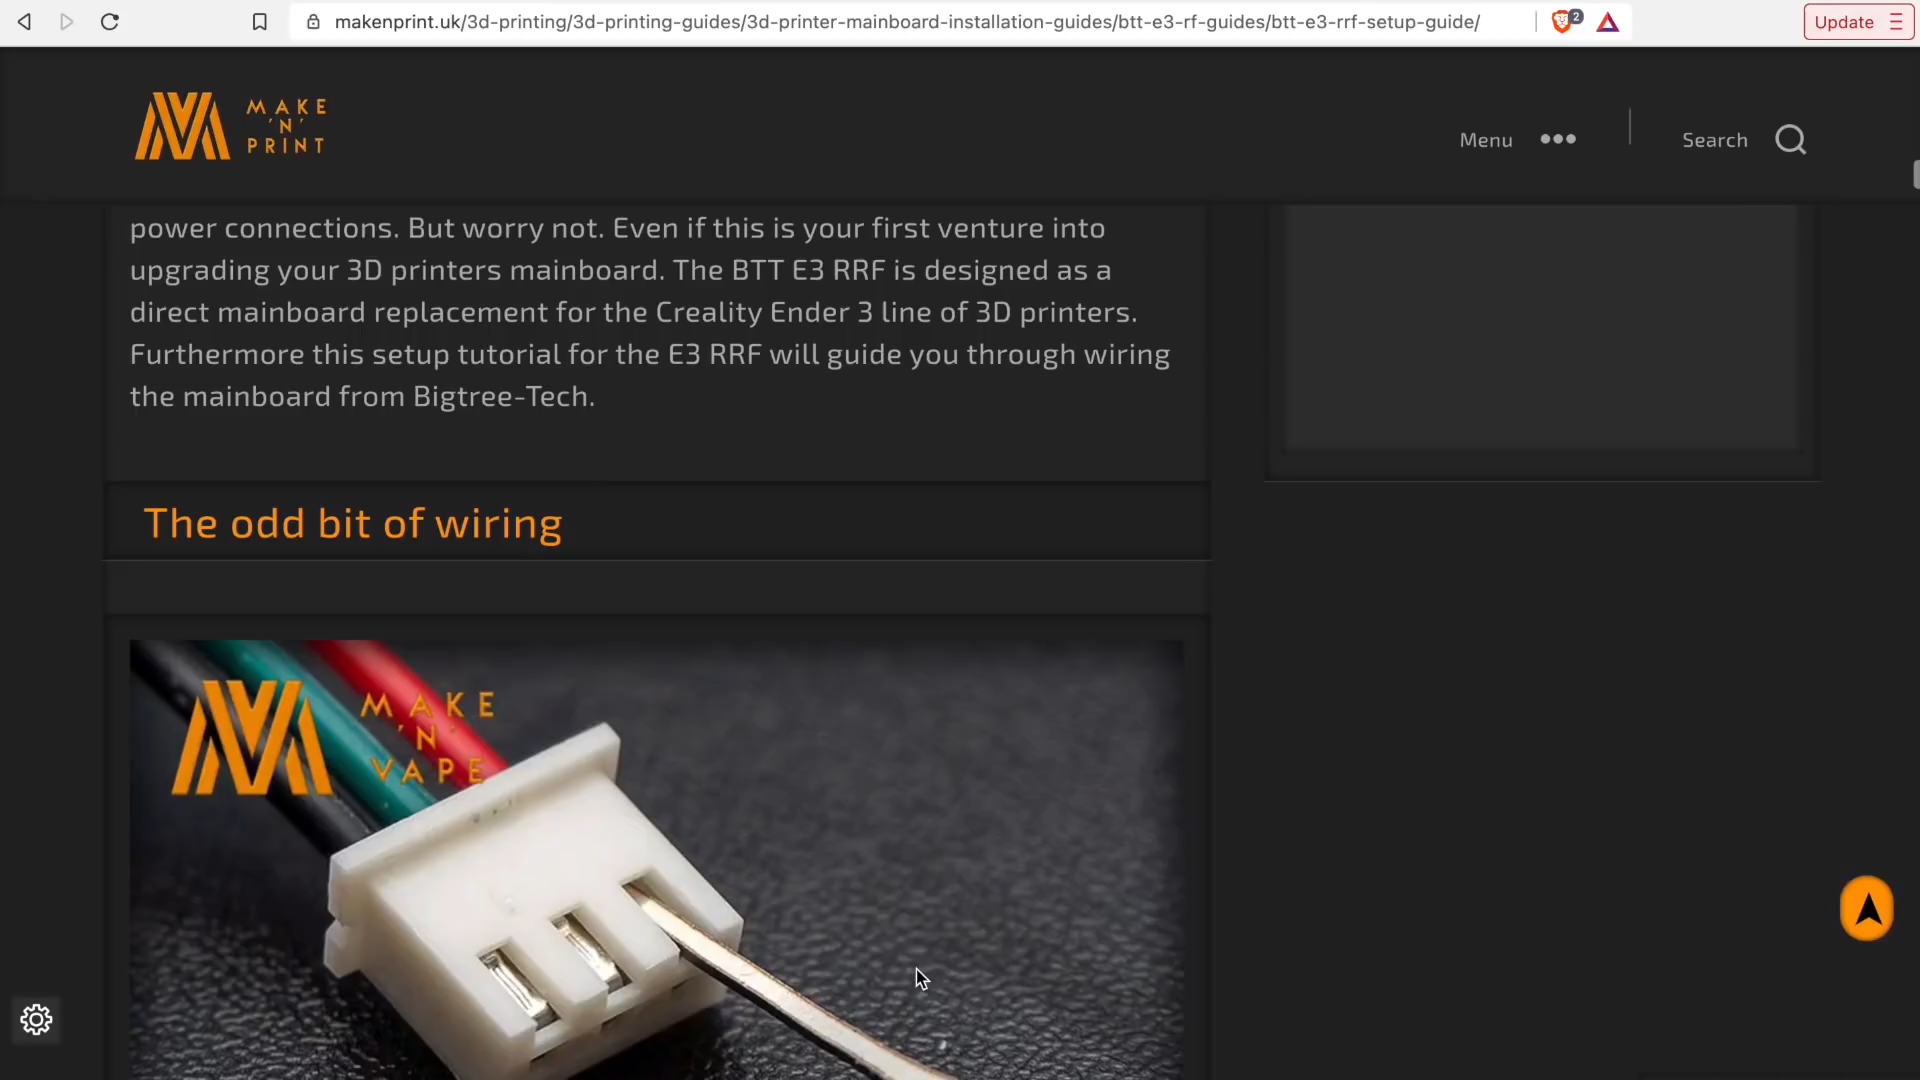 makenprint.uk/3d-printing/3d-printing-guides/3d-printer-mainboard-installation-guides/btt-e3-rf-guides/btt-e3-rrf-setup-guide/
2
Update
MAKE
'N'
PRINT
Menu
Search
power connections. But worry not. Even if this is your first venture into
upgrading your 3D printers mainboard. The BTT E3 RRF is designed as a
direct mainboard replacement for the Creality Ender 3 line of 3D printers.
Furthermore this setup tutorial for the E3 RRF will guide you through wiring
the mainboard from Bigtree-Tech.
The odd bit of wiring
MAKE
'N'
VAPE